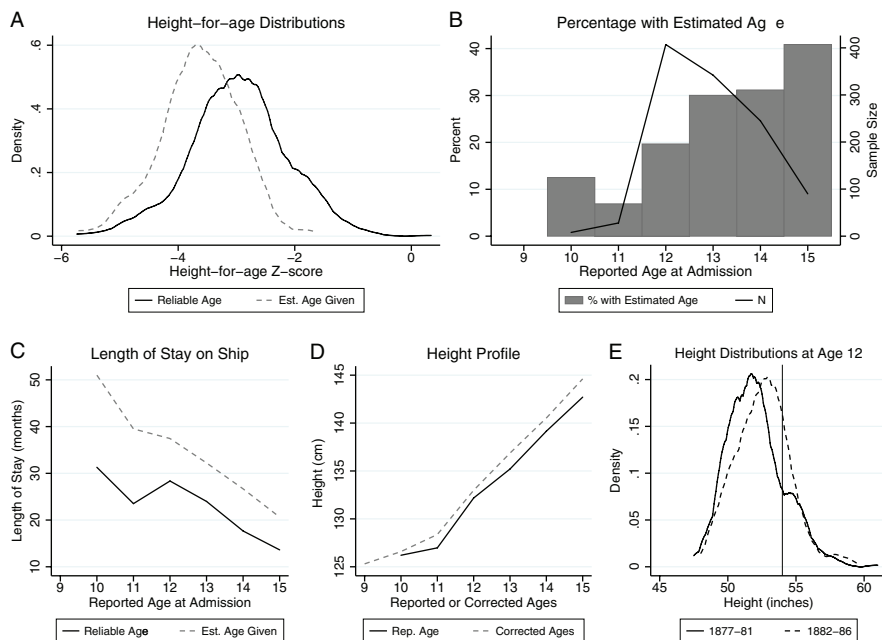 A
Height−for−age Distributions
Density
0 .2 .4 .6
−6 −4 −2 0
Height−for−age Z−score
Reliable Age Est. Age Given
B
Percentage with Estimated Ag e
Percent
0 10 20 30 40
Sample Size
0 100 200 300 400
9 10 11 12 13 14 15
Reported Age at Admission
% with Estimated Age N
C
Length of Stay on Ship
Length of Stay (months)
10 20 30 40 50
9 10 11 12 13 14 15
Reported Age at Admission
Reliable Age Est. Age Given
D
Height Profile
Height (cm)
125 130 135 140 145
9 10 11 12 13 14 15
Reported or Corrected Ages
Rep. Age Corrected Ages
E
Height Distributions at Age 12
Density
0 .05 .1 .15 .2
45 50 55 60
Height (inches)
1877−81 1882−86